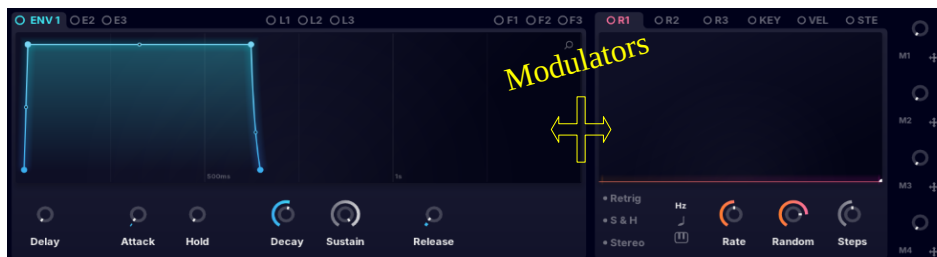 ENV 1 E2 E3 L1 L2 L3 F1 F2 F3 R1 R2 R3 KEY VEL STE
Modulators
M1
M2
500ms 1s
M3
Retrig
Hz
S & H
Stereo
Delay Attack Hold Decay Sustain Release Rate Random Steps
M4